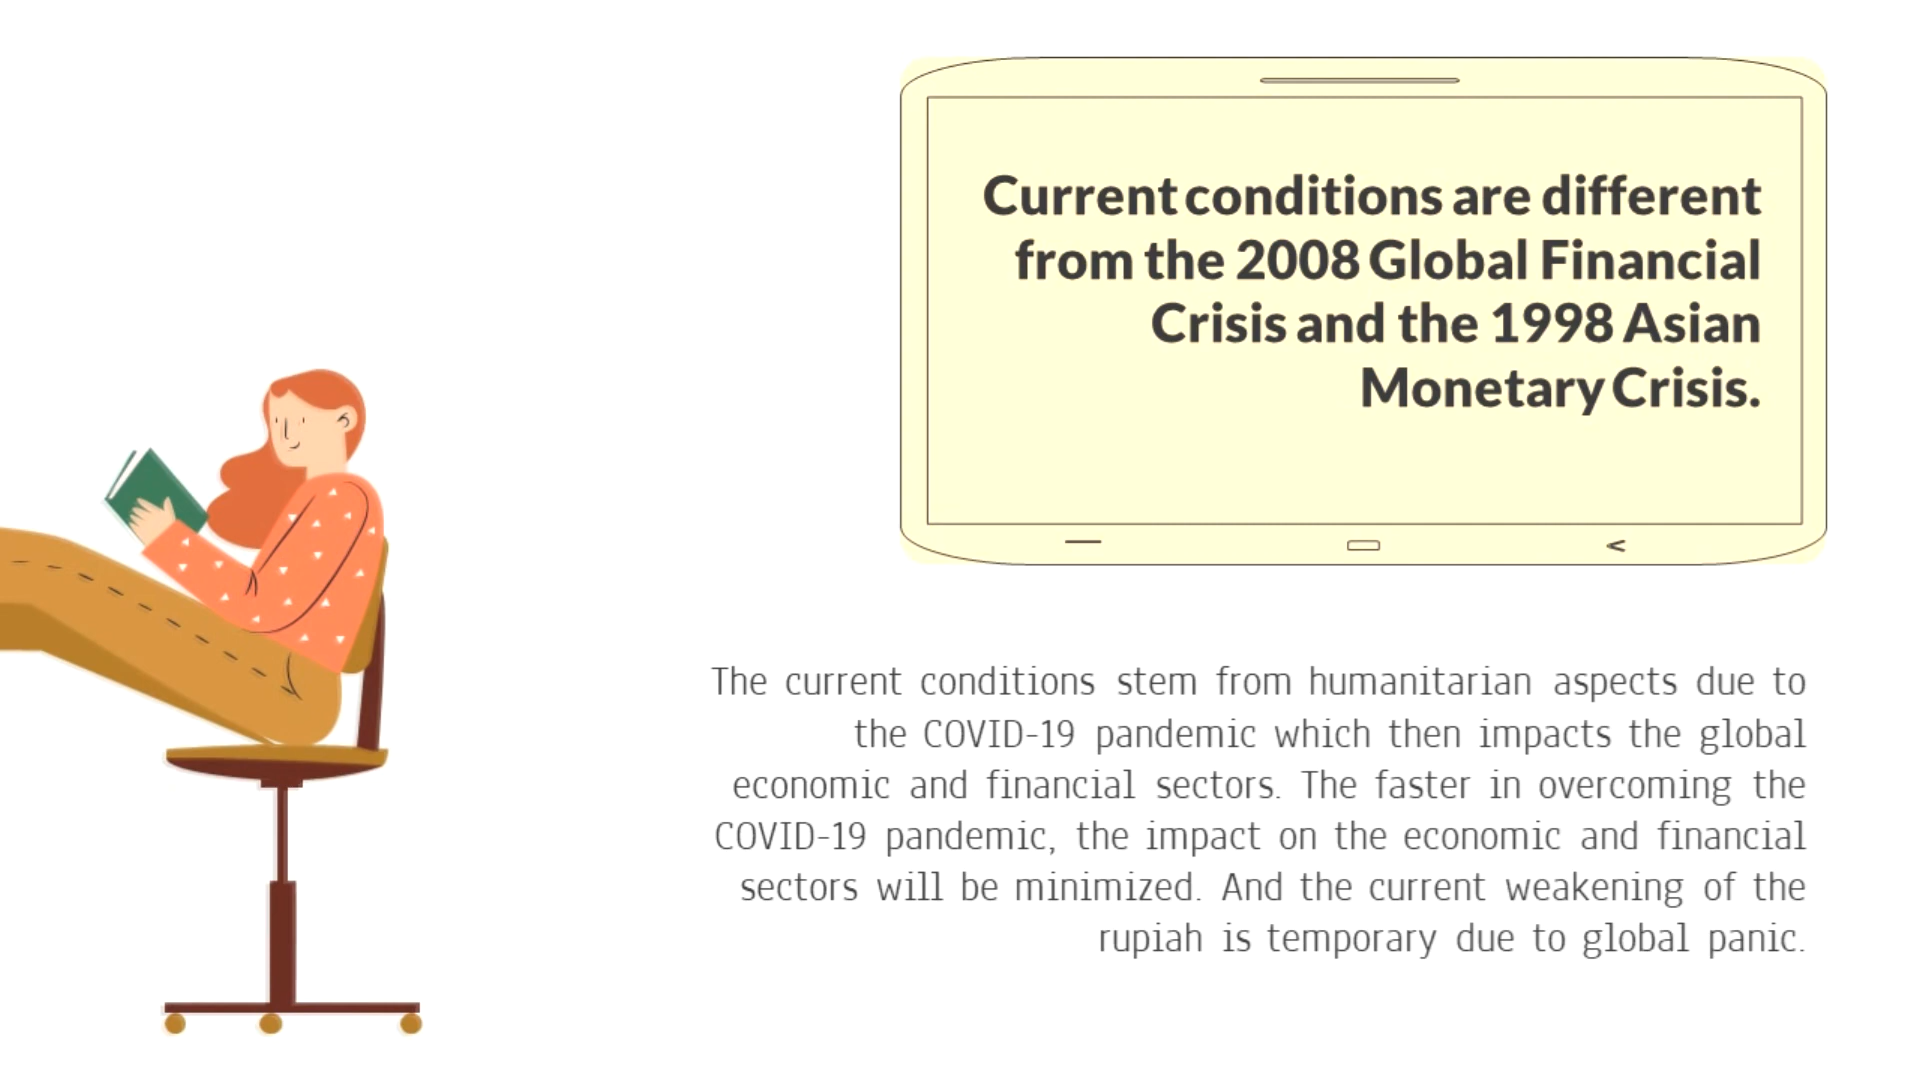 Current conditions are different
from the 2008 Global Financial
Crisis and the 1998 Asian
Monetary Crisis.
The current conditions stem from humanitarian aspects due to
the COVID-19 pandemic which then impacts the global
economic and financial sectors. The faster in overcoming the
COVID-19 pandemic, the impact on the economic and financial
sectors will be minimized. And the current weakening of the
rupiah is temporary due to global panic.